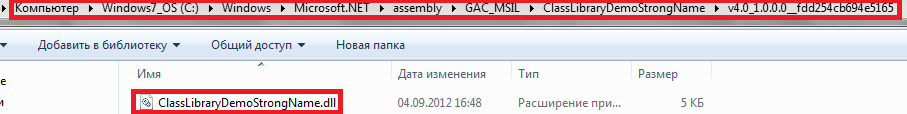 Компьютер ▸ Windows7_OS (C:) ▸ Windows ▸ Microsoft.NET ▸ assembly ▸ GAC_MSIL ▸ ClassLibraryDemoStrongName ▸ v4.0_1.0.0.0__fdd254cb694e5165
Добавить в библиотеку ▾ Общий доступ ▾ Новая папка
Имя Дата изменения Тип Размер
ClassLibraryDemoStrongName.dll 04.09.2012 16:48 Расширение при... 5 КБ